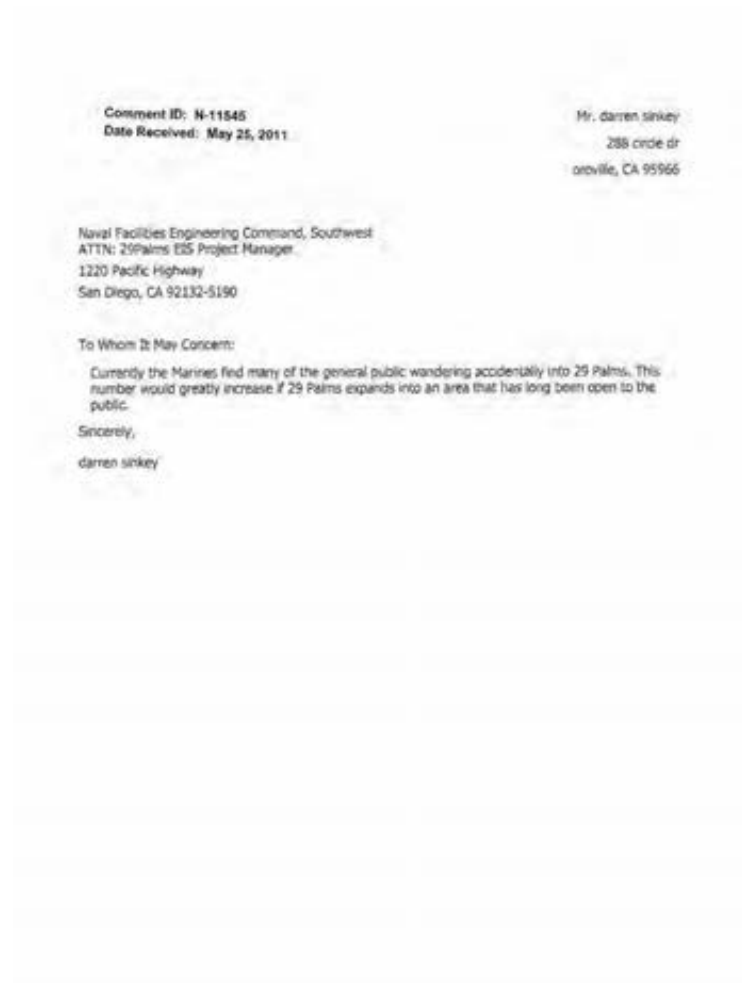 Comment ID: N-11545
Date Received: May 25, 2011
Mr. darren sinkey
288 circle dr
oroville, CA 95966
Naval Facilities Engineering Command, Southwest
ATTN: 29Palms EIS Project Manager
1220 Pacific Highway
San Diego, CA 92132-5190
To Whom It May Concern:
Currently the Marines find many of the general public wandering accidentally into 29 Palms. This
number would greatly increase if 29 Palms expands into an area that has long been open to the
public.
Sincerely,
darren sinkey